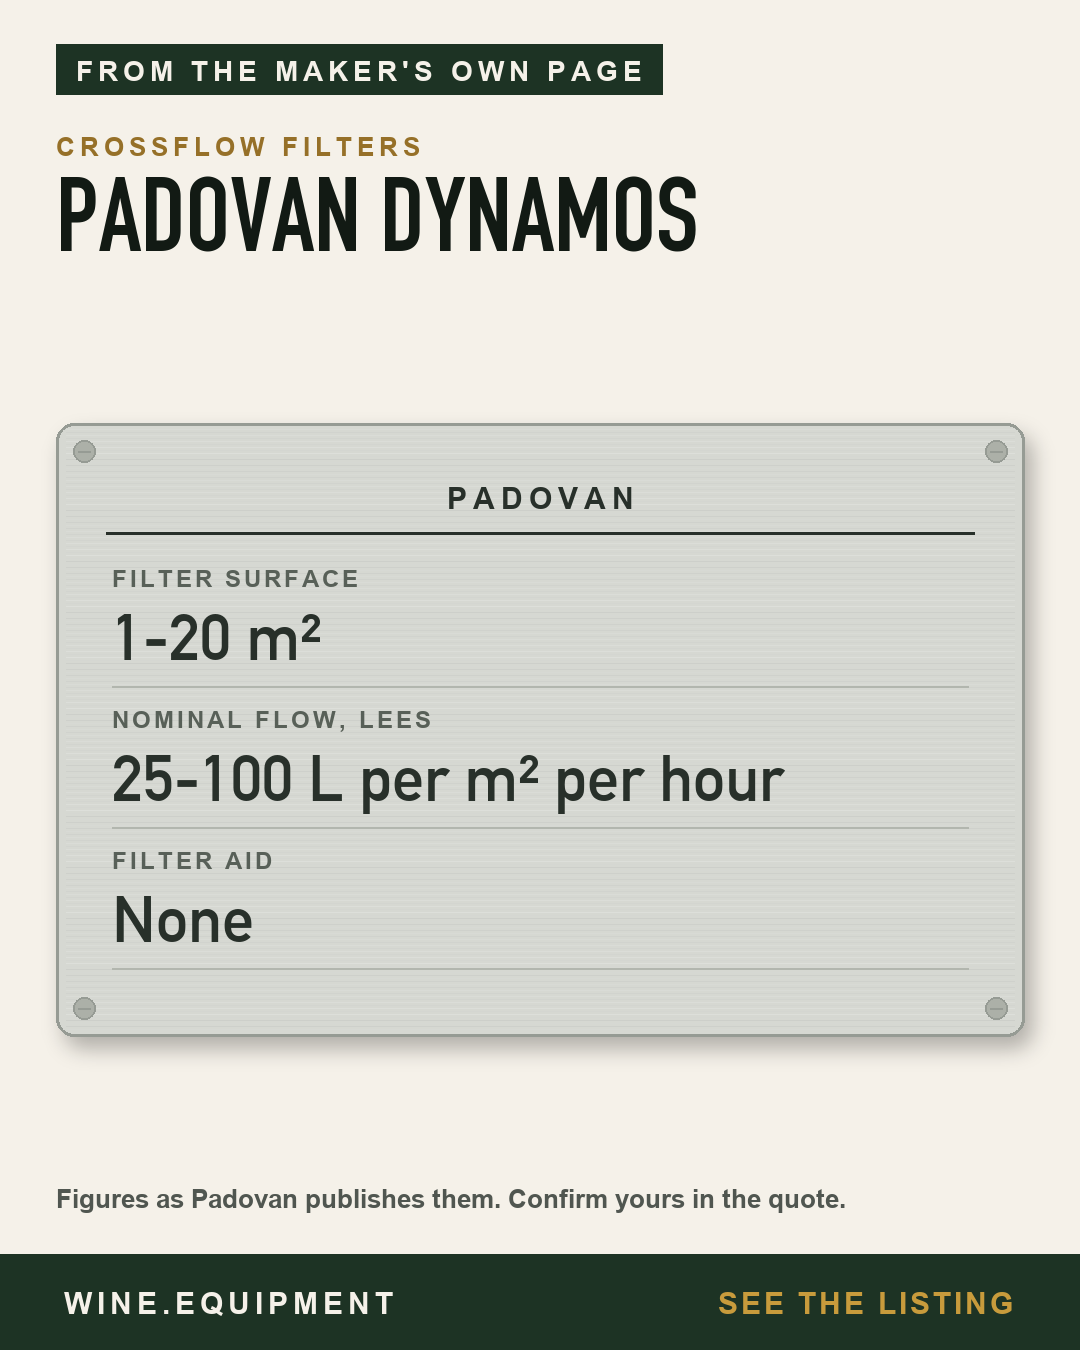 FROM THE MAKER'S OWN PAGE
CROSSFLOW FILTERS
PADOVAN DYNAMOS
PADOVAN
FILTER SURFACE
1-20 m²
NOMINAL FLOW, LEES
25-100 L per m² per hour
FILTER AID
None
Figures as Padovan publishes them. Confirm yours in the quote.
WINE.EQUIPMENT
SEE THE LISTING